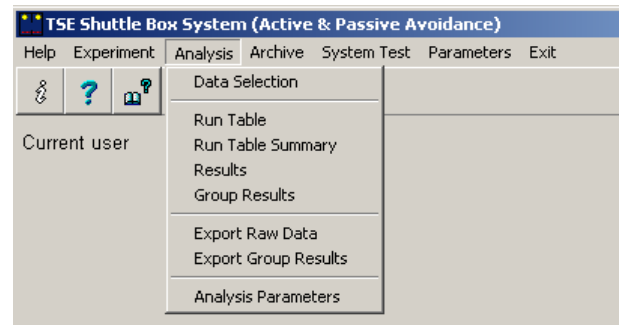 TSE Shuttle Box System (Active & Passive Avoidance)
Help Experiment Analysis Archive System Test Parameters Exit
Data Selection
Current user
Run Table
Run Table Summary
Results
Group Results
Export Raw Data
Export Group Results
Analysis Parameters